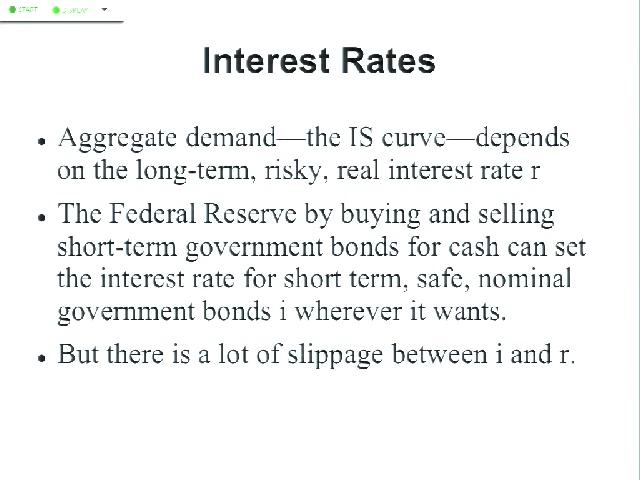 START
DISPLAY
Interest Rates
• Aggregate demand—the IS curve—depends
on the long-term, risky, real interest rate r
• The Federal Reserve by buying and selling
short-term government bonds for cash can set
the interest rate for short term, safe, nominal
government bonds i wherever it wants.
• But there is a lot of slippage between i and r.